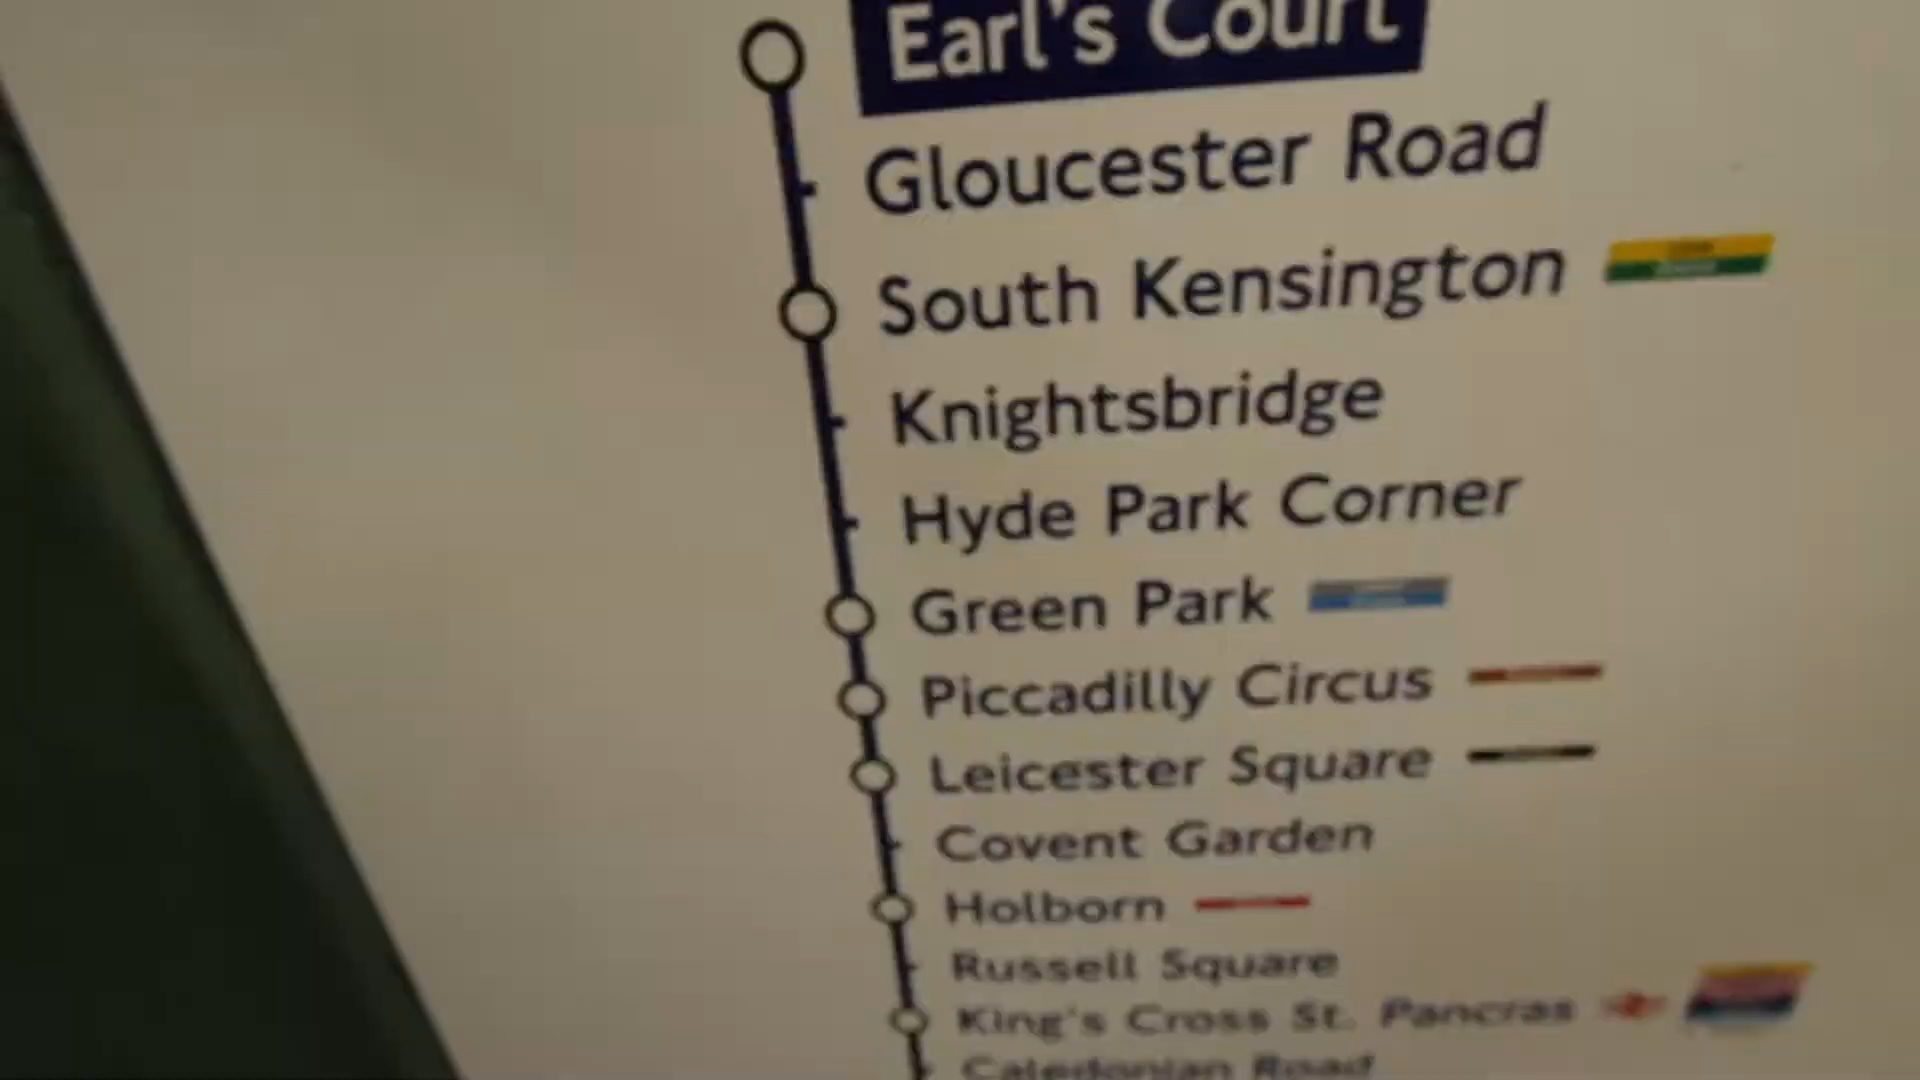 Earl's Court
Gloucester Road
South Kensington
Knightsbridge
Hyde Park Corner
Green Park
Piccadilly Circus
Leicester Square
Covent Garden
Holborn
Russell Square
King's Cross St. Pancras
Caledonian Road